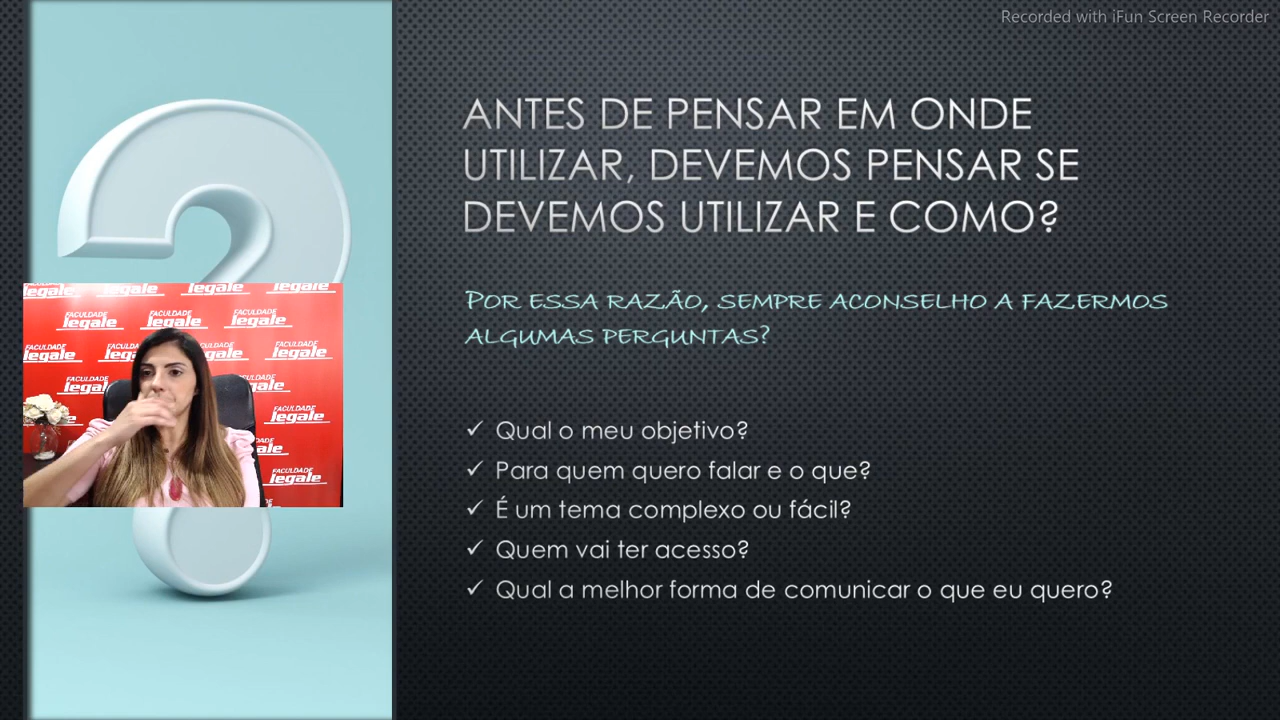 Recorded with iFun Screen Recorder
ANTES DE PENSAR EM ONDE
UTILIZAR, DEVEMOS PENSAR SE
DEVEMOS UTILIZAR E COMO?
POR ESSA RAZÃO, SEMPRE ACONSELHO A FAZERMOS
ALGUMAS PERGUNTAS?
✓ Qual o meu objetivo?
✓ Para quem quero falar e o que?
✓ É um tema complexo ou fácil?
✓ Quem vai ter acesso?
✓ Qual a melhor forma de comunicar o que eu quero?
FACULDADE
legale